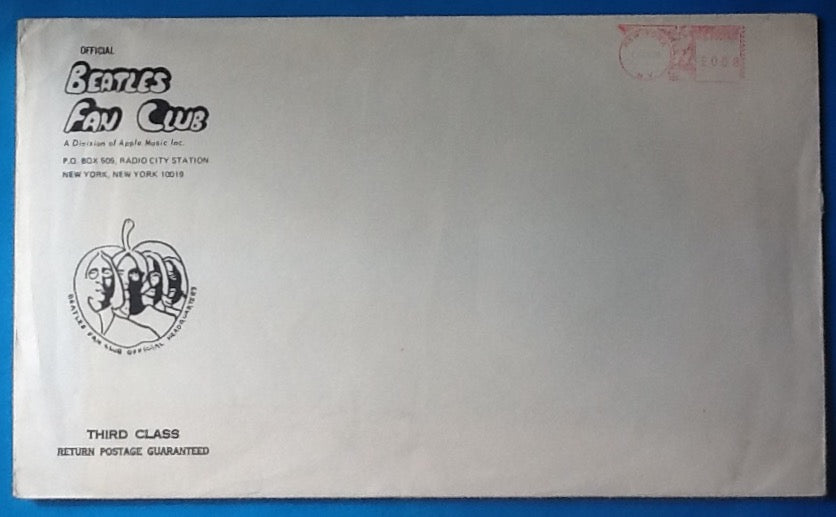 OFFICIAL
BEATLES
FAN CLUB
A Division of Apple Music Inc.
P.O. BOX 505, RADIO CITY STATION
NEW YORK, NEW YORK 10019
BEATLES FAN CLUB OFFICIAL HEADQUARTERS
THIRD CLASS
RETURN POSTAGE GUARANTEED
N.Y.